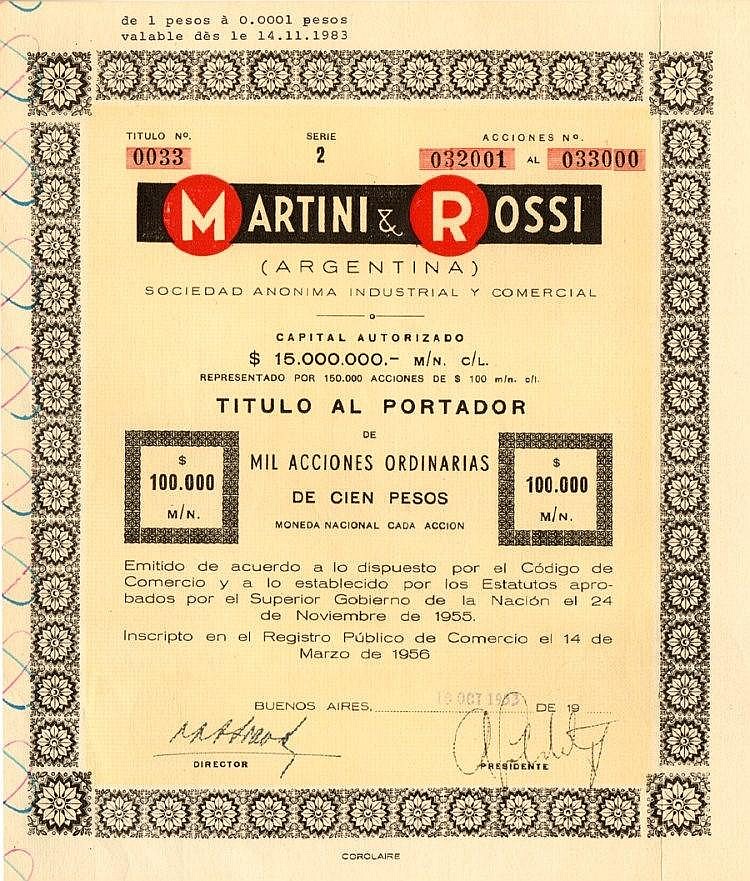 de 1 pesos à 0.0001 pesos
valable dès le 14.11.1983
TITULO Nº. SERIE ACCIONES Nº.
0033 2 032001 AL 033000
MARTINI & ROSSI
(ARGENTINA)
SOCIEDAD ANONIMA INDUSTRIAL Y COMERCIAL
CAPITAL AUTORIZADO
$ 15.000.000.- M/N. C/L.
REPRESENTADO POR 150.000 ACCIONES DE $ 100 m/n. c/l.
TITULO AL PORTADOR
DE
$ 100.000 M/N.
MIL ACCIONES ORDINARIAS
DE CIEN PESOS
MONEDA NACIONAL CADA ACCION
$ 100.000 M/N.
Emitido de acuerdo a lo dispuesto por el Código de
Comercio y a lo establecido por los Estatutos apro-
bados por el Superior Gobierno de la Nación el 24
de Noviembre de 1955.
Inscripto en el Registro Público de Comercio el 14 de
Marzo de 1956
BUENOS AIRES, OCT DE 19
DIRECTOR PRESIDENTE
COROLAIRE